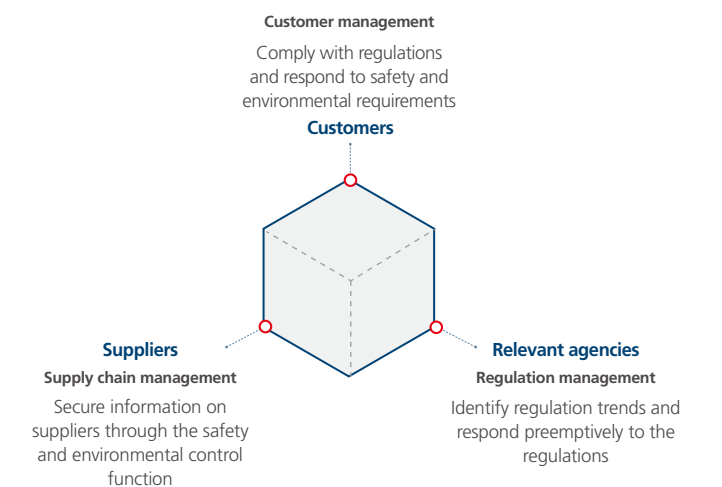 Customer management
Comply with regulations
and respond to safety and
environmental requirements
Customers
Suppliers
Supply chain management
Secure information on
suppliers through the safety
and environmental control
function
Relevant agencies
Regulation management
Identify regulation trends and
respond preemptively to the
regulations